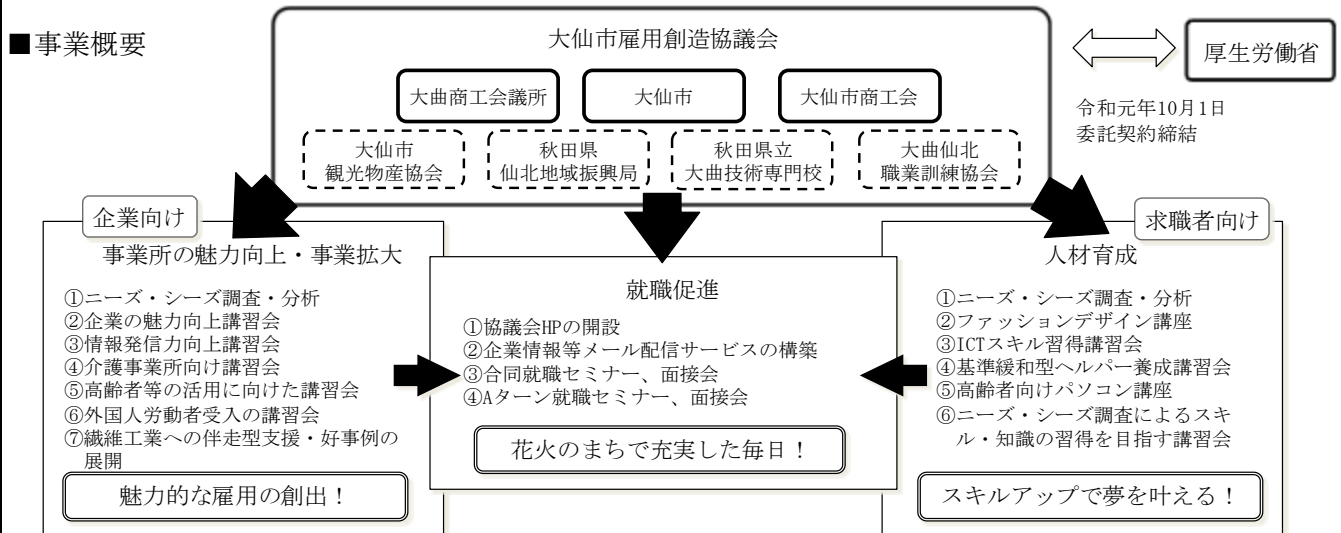 ■事業概要
大仙市雇用創造協議会
厚生労働省
大曲商工会議所
大仙市
大仙市商工会
令和元年10月1日
委託契約締結
大仙市
観光物産協会
秋田県
仙北地域振興局
秋田県立
大曲技術専門校
大曲仙北
職業訓練協会
企業向け
事業所の魅力向上・事業拡大
①ニーズ・シーズ調査・分析
②企業の魅力向上講習会
③情報発信力向上講習会
④介護事業所向け講習会
⑤高齢者等の活用に向けた講習会
⑥外国人労働者受入の講習会
⑦繊維工業への伴走型支援・好事例の
展開
魅力的な雇用の創出！
就職促進
①協議会HPの開設
②企業情報等メール配信サービスの構築
③合同就職セミナー、面接会
④Aターン就職セミナー、面接会
花火のまちで充実した毎日！
求職者向け
人材育成
①ニーズ・シーズ調査・分析
②ファッションデザイン講座
③ICTスキル習得講習会
④基準緩和型ヘルパー養成講習会
⑤高齢者向けパソコン講座
⑥ニーズ・シーズ調査によるスキ
ル・知識の習得を目指す講習会
スキルアップで夢を叶える！